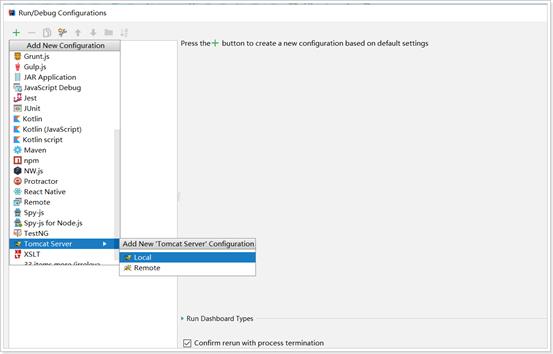 Run/Debug Configurations
Add New Configuration
Press the + button to create a new configuration based on default settings
Grunt.js
Gulp.js
JAR Application
JavaScript Debug
Jest
JUnit
Kotlin
Kotlin (JavaScript)
Kotlin script
Maven
npm
NW.js
Protractor
React Native
Remote
Spy-js
Spy-js for Node.js
TestNG
Tomcat Server
XSLT
33 items more
Add New 'Tomcat Server' Configuration
Local
Remote
Run Dashboard Types
Confirm rerun with process termination